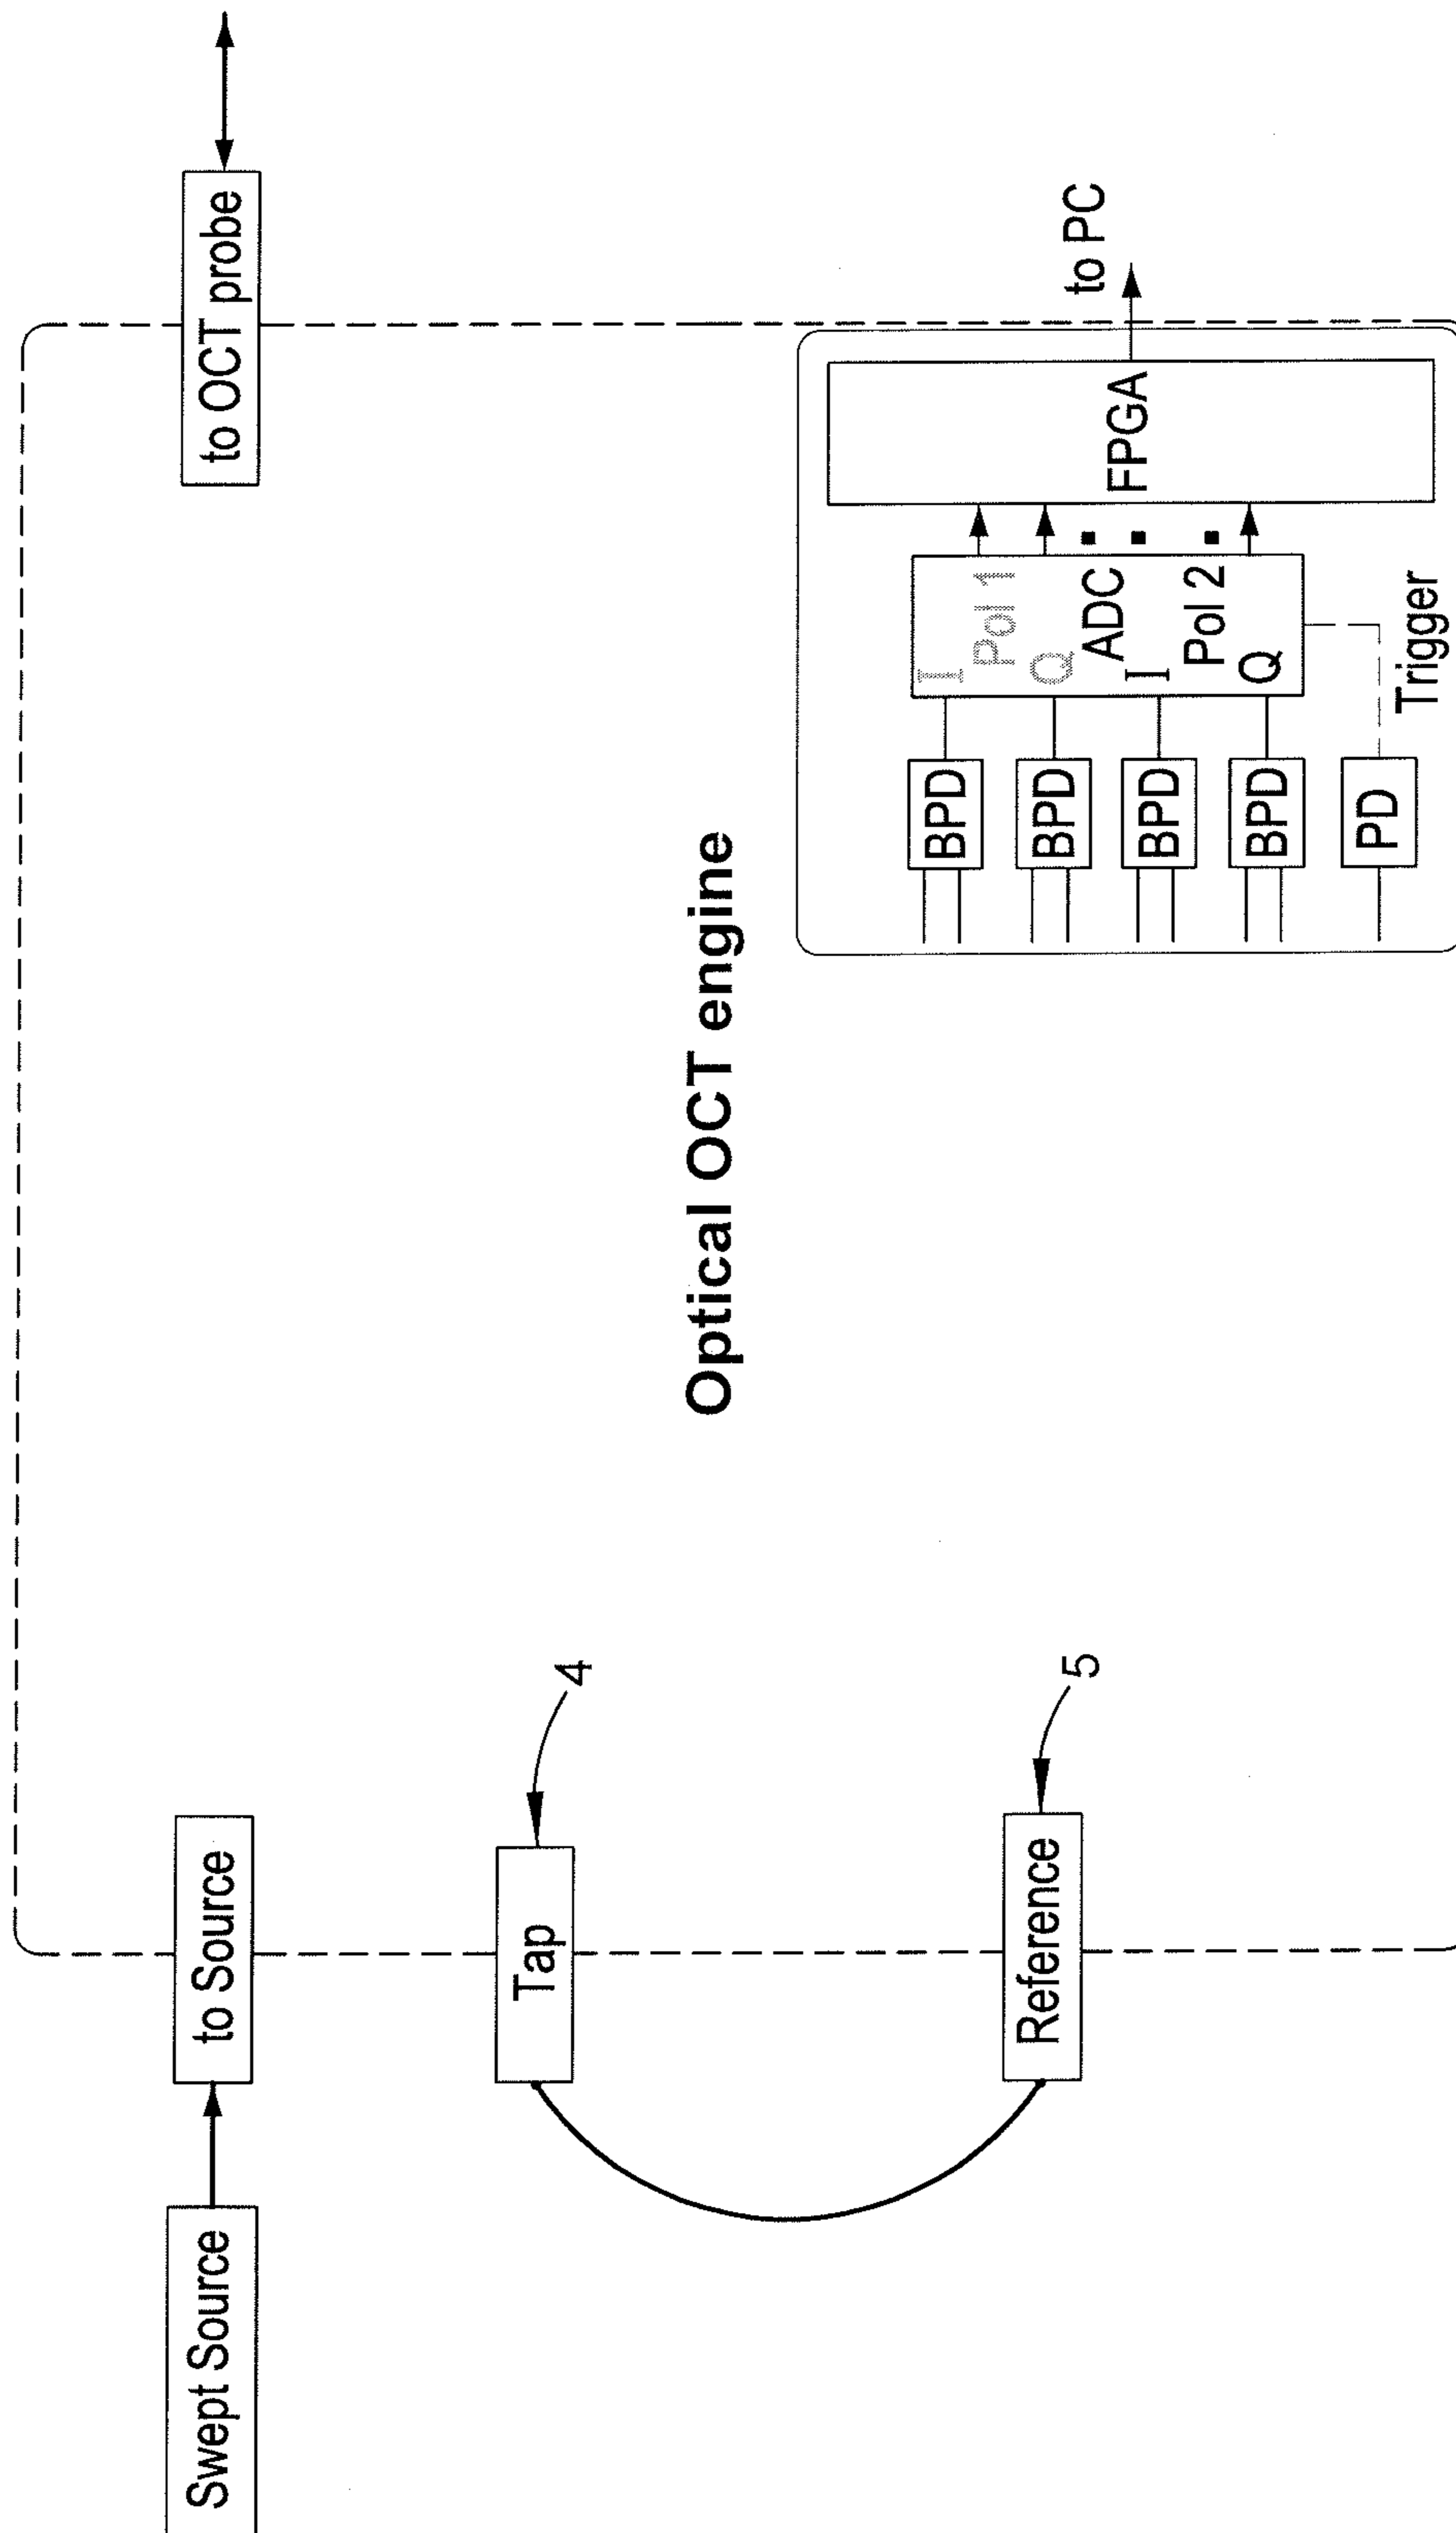 Swept Source
to Source
to OCT probe
Tap
4
Optical OCT engine
Reference
5
BPD
BPD
BPD
BPD
PD
I
Pol 1
Q
ADC
I
Pol 2
Q
FPGA
to PC
Trigger